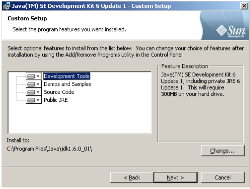 Java(TM) SE Development Kit 6 Update 1 - Custom Setup
Custom Setup
Select the program features you want installed.
Sun
Select optional features to install from the list below. You can change your choice of features after
installation by using the Add/Remove Programs utility in the Control Panel
Feature Description
Development Tools
Demos and Samples
Source Code
Public JRE
Java(TM) SE Development Kit 6
Update 1, including private JRE 6
Update 1. This will require
300MB on your hard drive.
Install to:
C:\Program Files\Java\jdk1.6.0_01\
Change...
< Back
Next >
Cancel